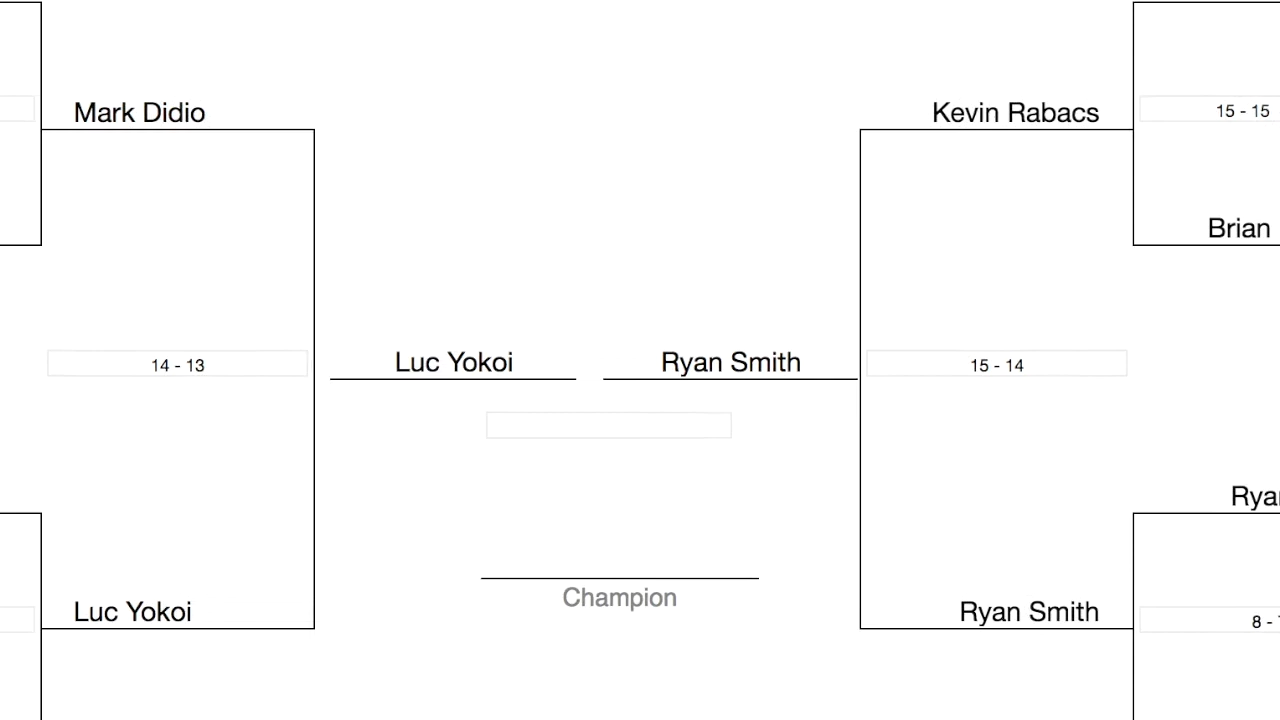 Mark Didio
Kevin Rabacs
15 - 15
Brian
14 - 13
Luc Yokoi
Ryan Smith
15 - 14
Champion
Luc Yokoi
Ryan Smith
8 -